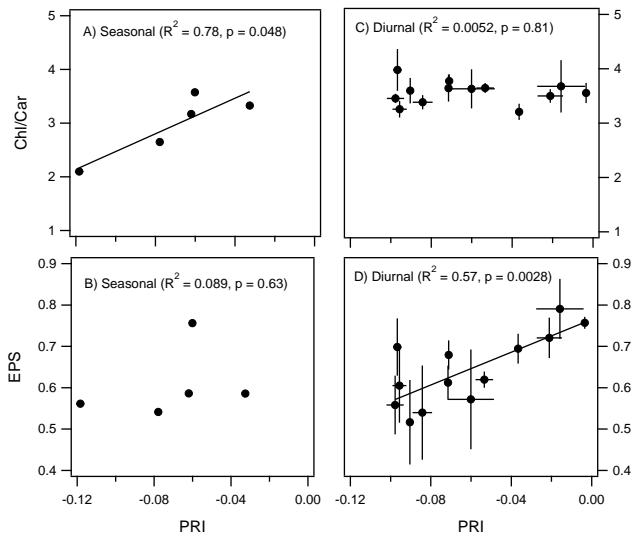 A) Seasonal (R² = 0.78, p = 0.048)
C) Diurnal (R² = 0.0052, p = 0.81)
5
4
3
2
1
Chl/Car
5
4
3
2
1
B) Seasonal (R² = 0.089, p = 0.63)
D) Diurnal (R² = 0.57, p = 0.0028)
0.9
0.8
0.7
0.6
0.5
0.4
EPS
0.9
0.8
0.7
0.6
0.5
0.4
-0.12 -0.08 -0.04 0.00
-0.12 -0.08 -0.04 0.00
PRI
PRI